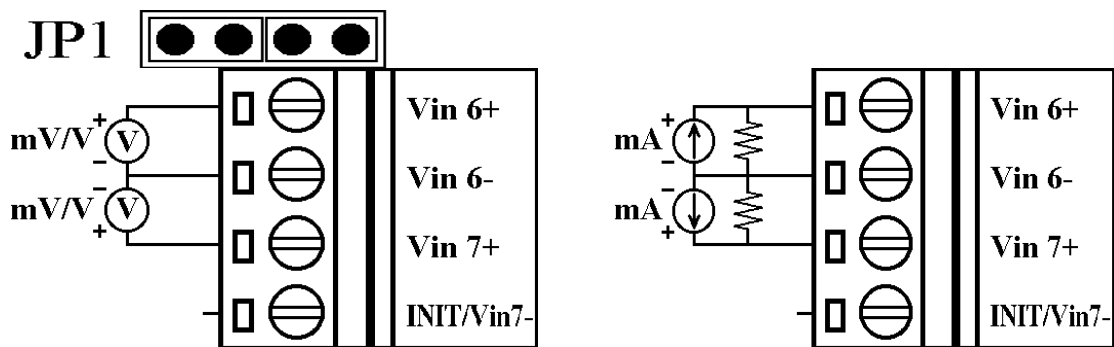 JP1
Vin 6+
mV/V
+
V
-
Vin 6-
mV/V
-
V
+
Vin 7+
INIT/Vin7-
Vin 6+
mA
+
-
Vin 6-
mA
-
+
Vin 7+
INIT/Vin7-